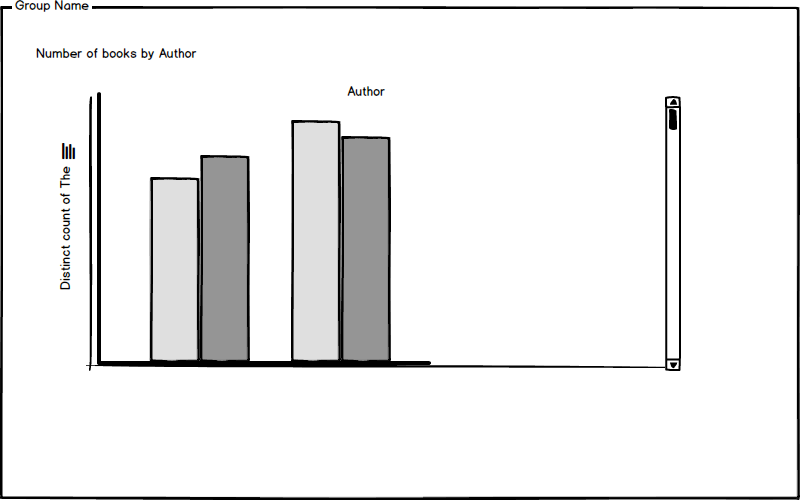 Group Name
Number of books by Author
Author
Distinct count of The